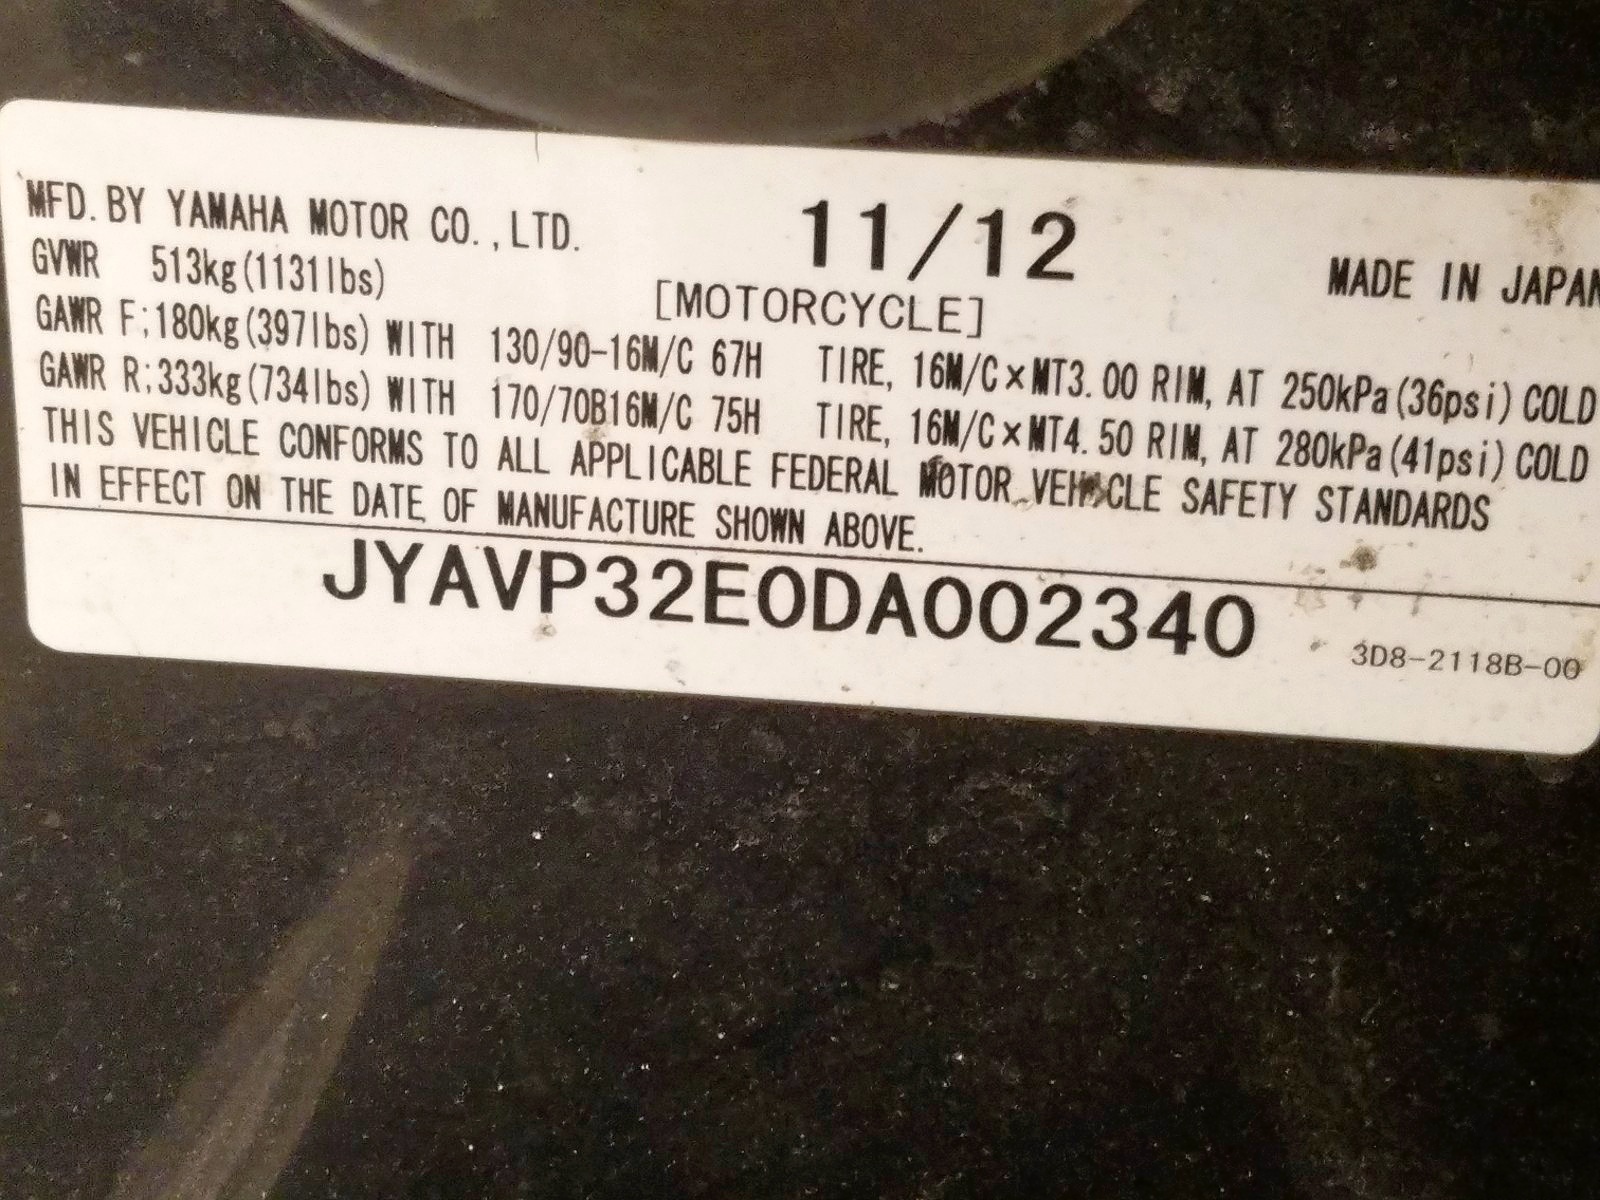 MFD. BY YAMAHA MOTOR CO., LTD. 11/12 MADE IN JAPAN
GVWR 513kg(1131lbs) [MOTORCYCLE]
GAWR F;180kg(397lbs) WITH 130/90-16M/C 67H TIRE, 16M/C×MT3.00 RIM, AT 250kPa(36psi) COLD
GAWR R;333kg(734lbs) WITH 170/70B16M/C 75H TIRE, 16M/C×MT4.50 RIM, AT 280kPa(41psi) COLD
THIS VEHICLE CONFORMS TO ALL APPLICABLE FEDERAL MOTOR VEHICLE SAFETY STANDARDS
IN EFFECT ON THE DATE OF MANUFACTURE SHOWN ABOVE.
JYAVP32E0DA002340 3D8-2118B-00